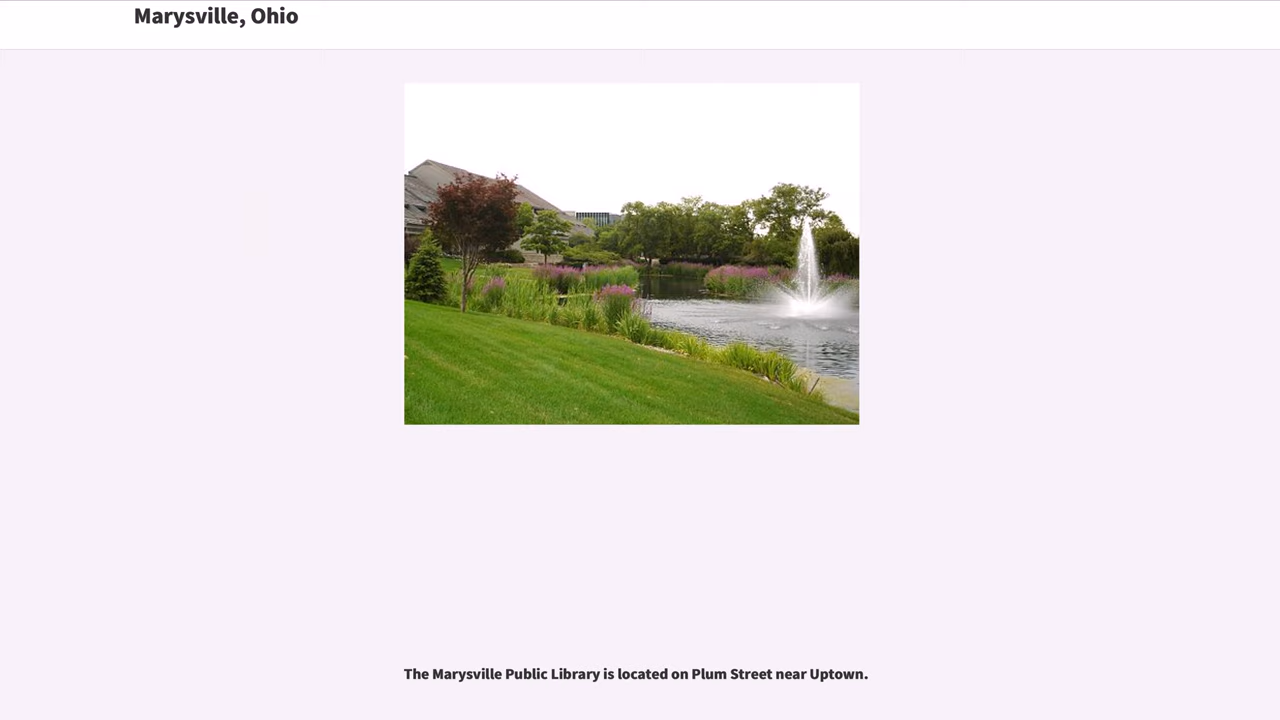 Marysville, Ohio
The Marysville Public Library is located on Plum Street near Uptown.